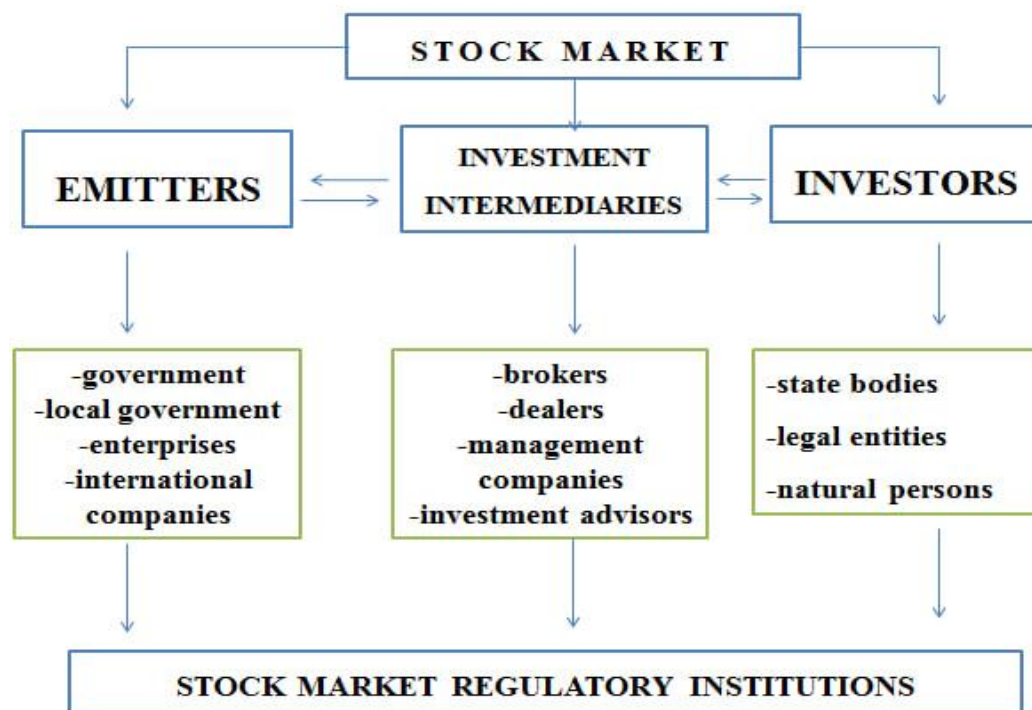 STOCK MARKET
EMITTERS
INVESTMENT
INTERMEDIARIES
INVESTORS
-government
-local government
-enterprises
-international
companies
-brokers
-dealers
-management
companies
-investment advisors
-state bodies
-legal entities
-natural persons
STOCK MARKET REGULATORY INSTITUTIONS